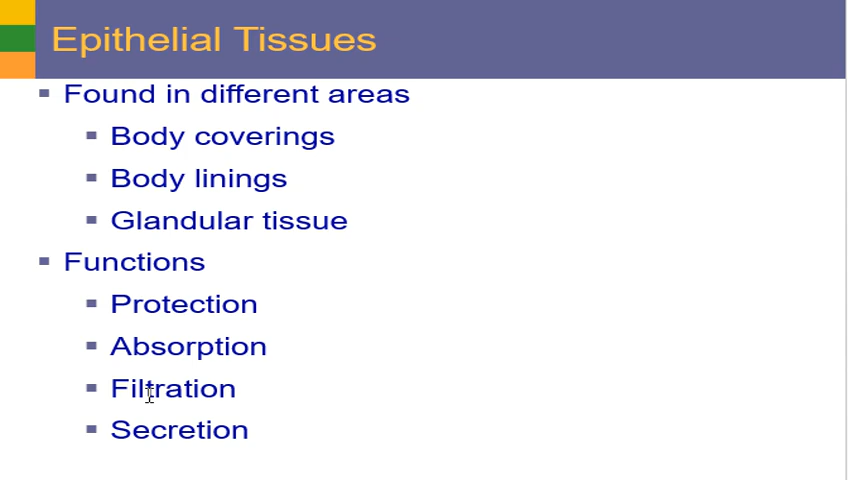 Epithelial Tissues
Found in different areas
Body coverings
Body linings
Glandular tissue
Functions
Protection
Absorption
Filtration
Secretion